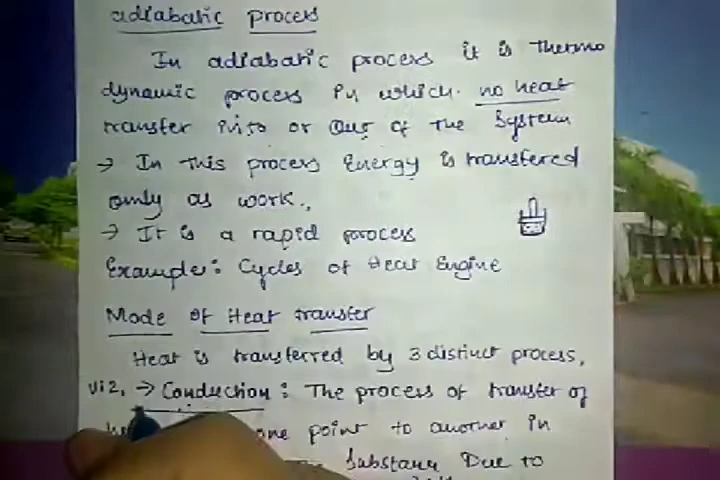 adiabatic process
In adiabatic process it is thermo
dynamic process in which no heat
transfer into or out of the System
→ In this process Energy is transfered
only as work.,
→ It is a rapid process
Example: Cycles of Heat Engine
Mode of Heat transfer
Heat is transferred by 3 distinct process,
viz, → Conduction : The process of transfer of
one point to another in
Due to